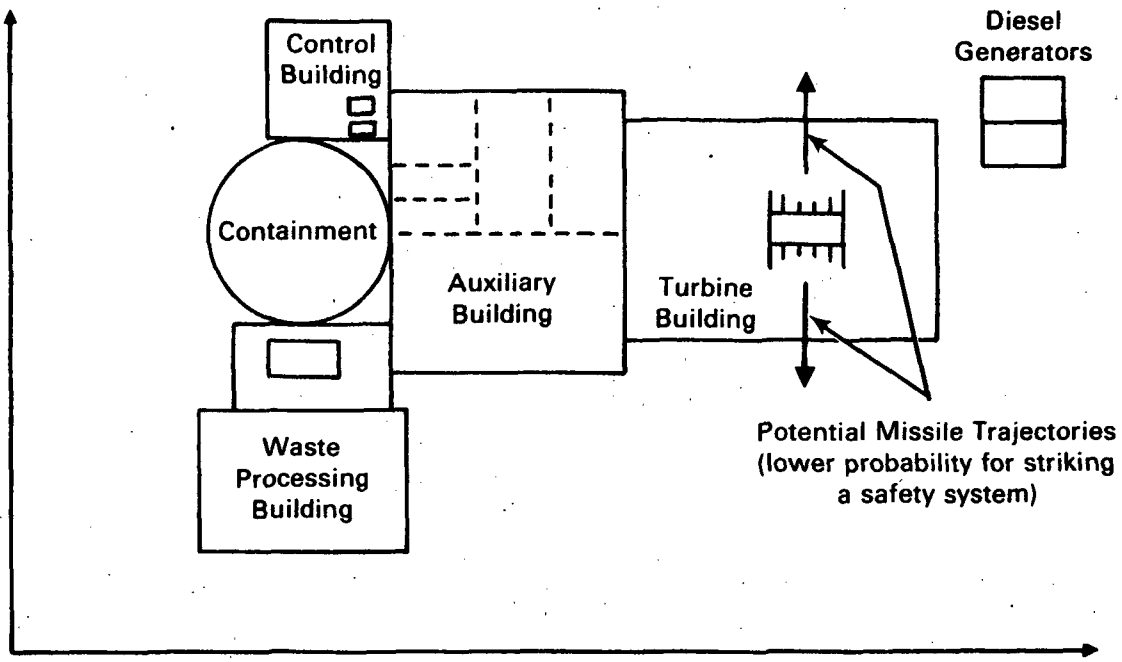 Diesel
Generators
Control
Building
Containment
Auxiliary
Building
Turbine
Building
Waste
Processing
Building
Potential Missile Trajectories
(lower probability for striking
a safety system)